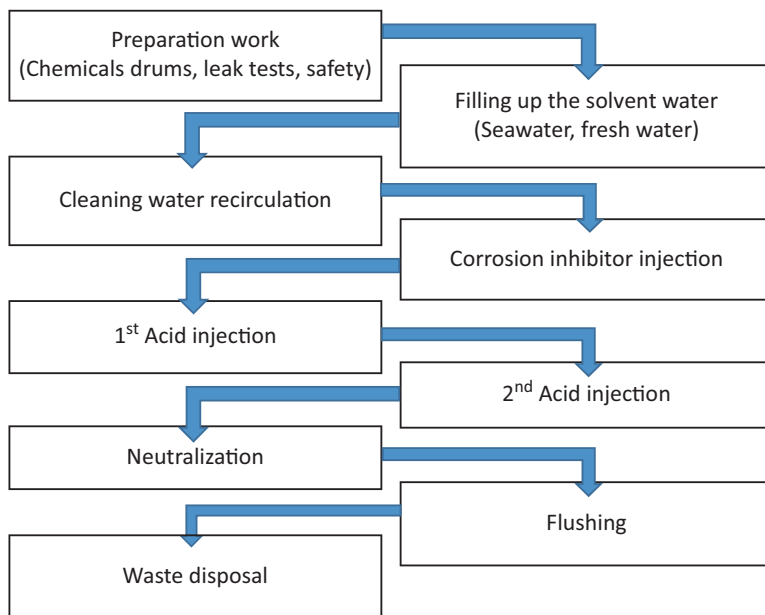 Preparation work
(Chemicals drums, leak tests, safety)
Filling up the solvent water
(Seawater, fresh water)
Cleaning water recirculation
Corrosion inhibitor injection
1st Acid injection
2nd Acid injection
Neutralization
Flushing
Waste disposal